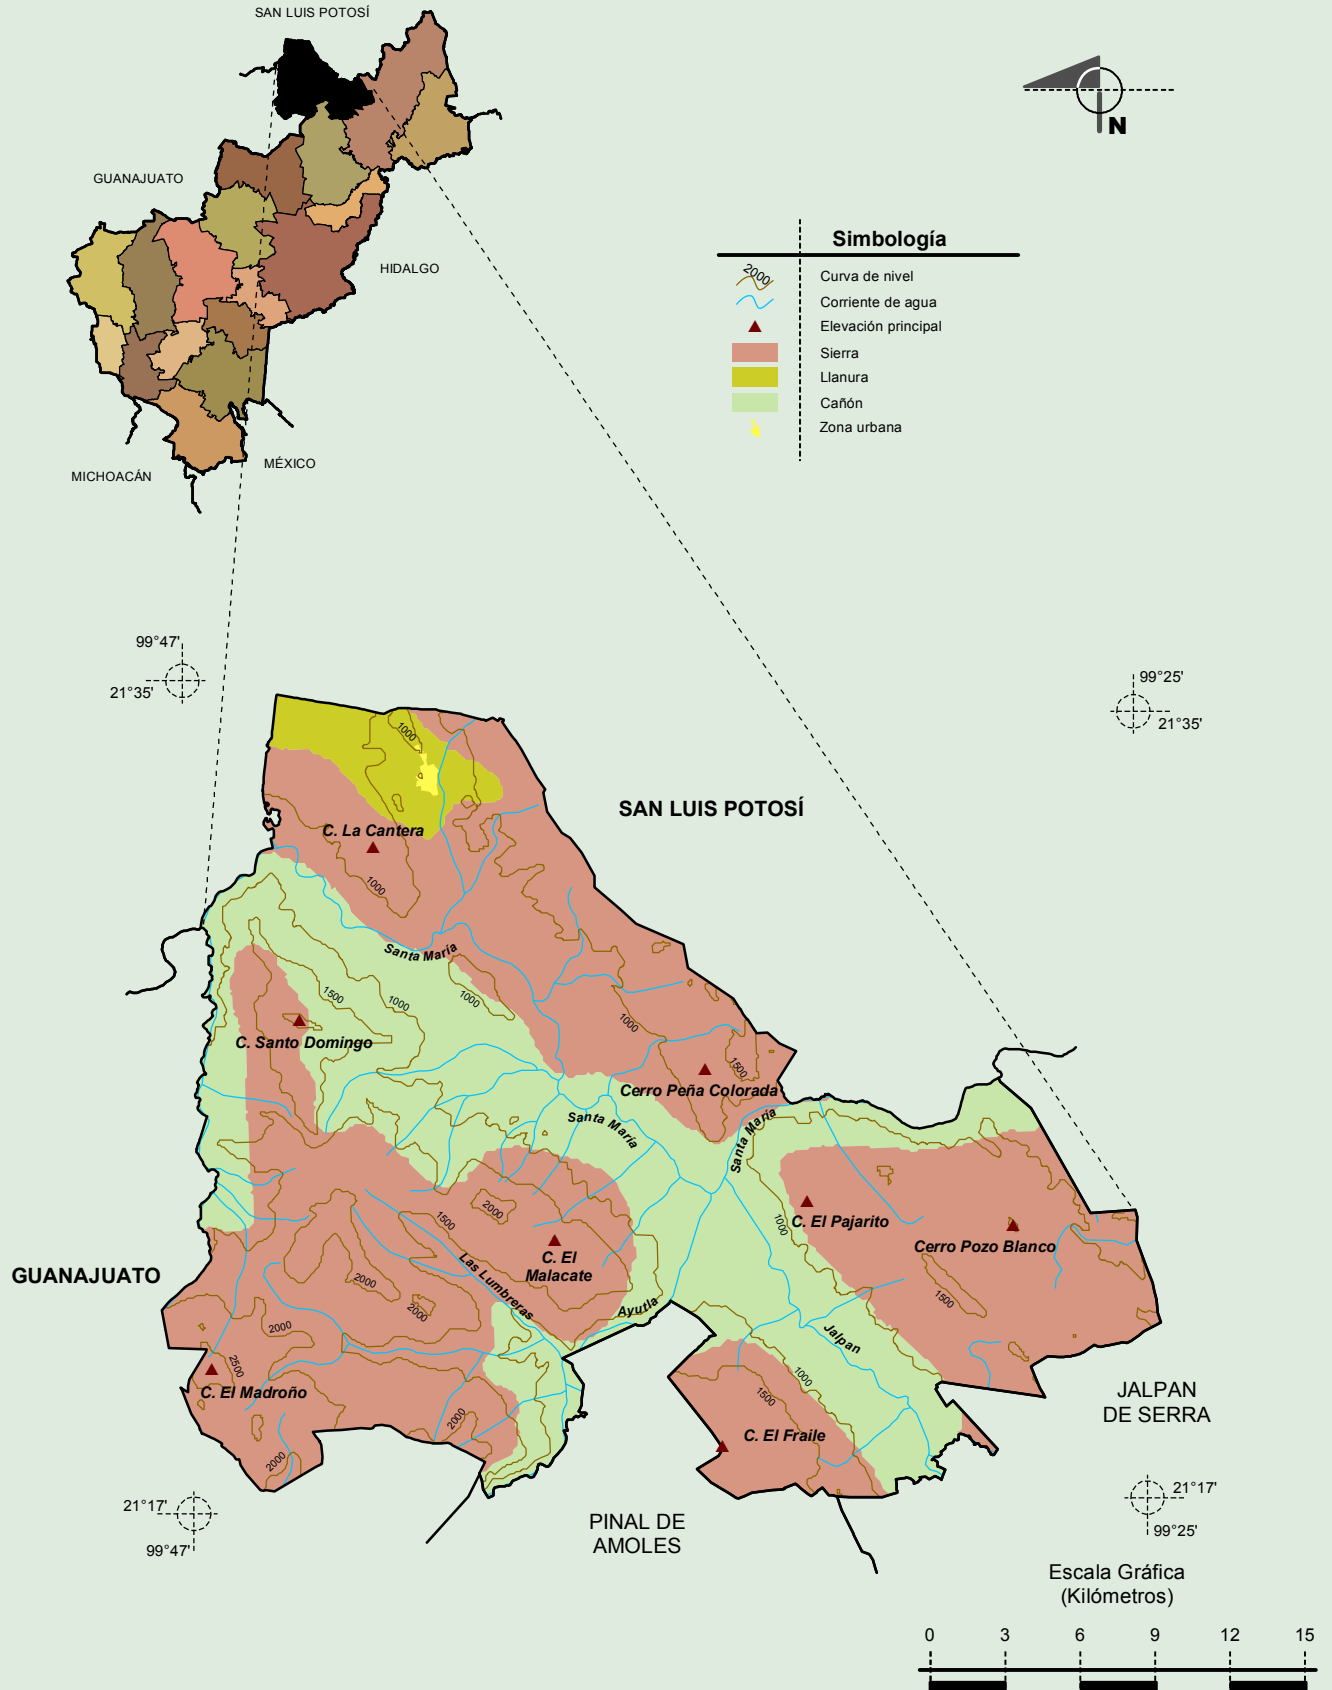 SAN LUIS POTOSÍ
GUANAJUATO
HIDALGO
MICHOACÁN
MÉXICO
N
Simbología
2000
Curva de nivel
Corriente de agua
Elevación principal
Sierra
Llanura
Cañón
Zona urbana
99°47'
21°35'
99°25'
21°35'
1000
SAN LUIS POTOSÍ
C. La Cantera
1000
Santa María
1500
1000
1000
1000
C. Santo Domingo
1500
Cerro Peña Colorada
Santa María
Santa María
2000
1500
1000
C. El Pajarito
Cerro Pozo Blanco
C. El
Malacate
GUANAJUATO
Las Lumbreras
2000
2000
1500
Ayutla
2000
Jalpan
2500
C. El Madroño
1000
1500
JALPAN
DE SERRA
2000
C. El Fraile
2000
21°17'
99°47'
PINAL DE
AMOLES
21°17'
99°25'
Escala Gráfica
(Kilómetros)
0 3 6 9 12 15